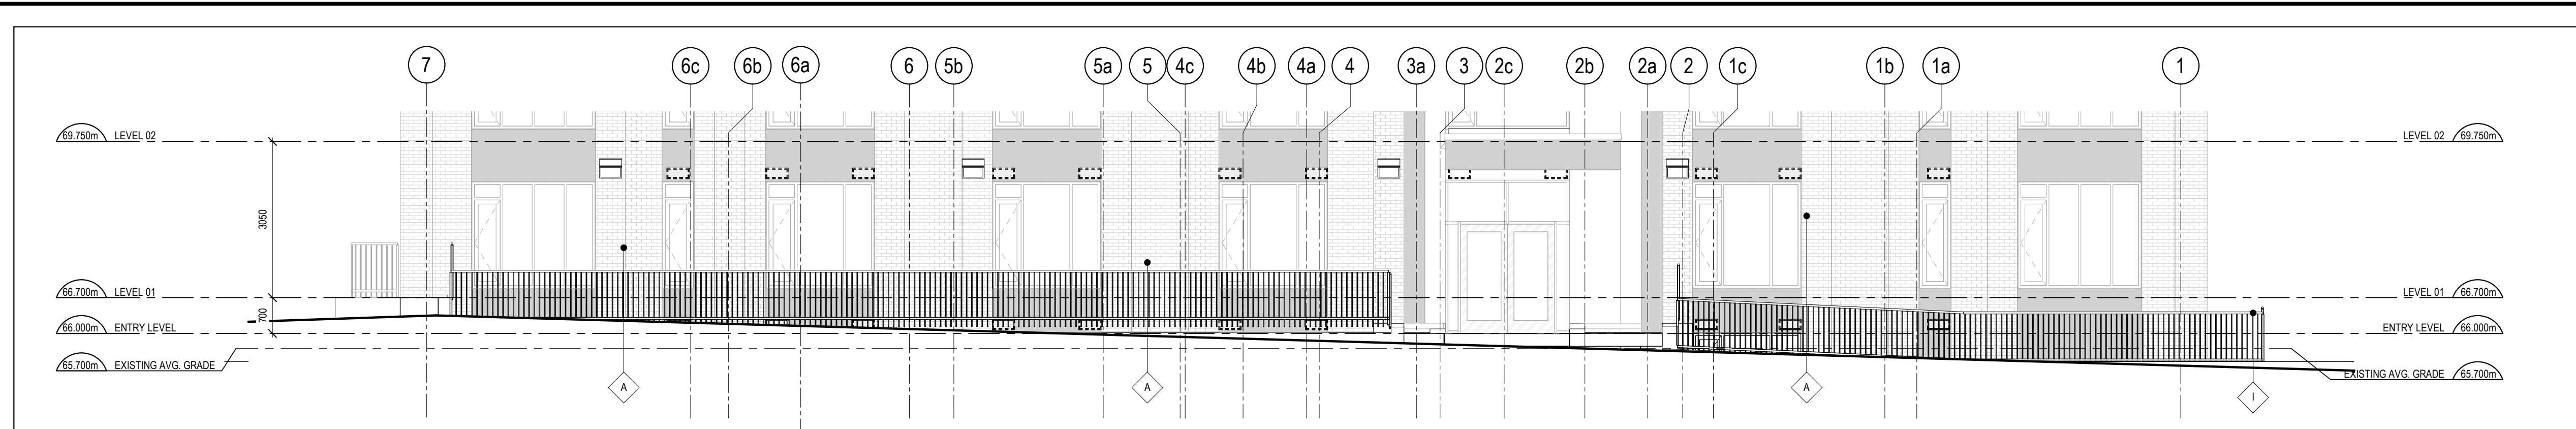 7 6c 6b 6a 6 5b 5a 5 4c 4b 4a 4 3a 3 2c 2b 2a 2 1c 1b 1a 1
69.750m LEVEL 02
LEVEL 02 69.750m
3050
66.700m LEVEL 01
LEVEL 01 66.700m
700
66.000m ENTRY LEVEL
ENTRY LEVEL 66.000m
65.700m EXISTING AVG. GRADE
EXISTING AVG. GRADE 65.700m
A A A I